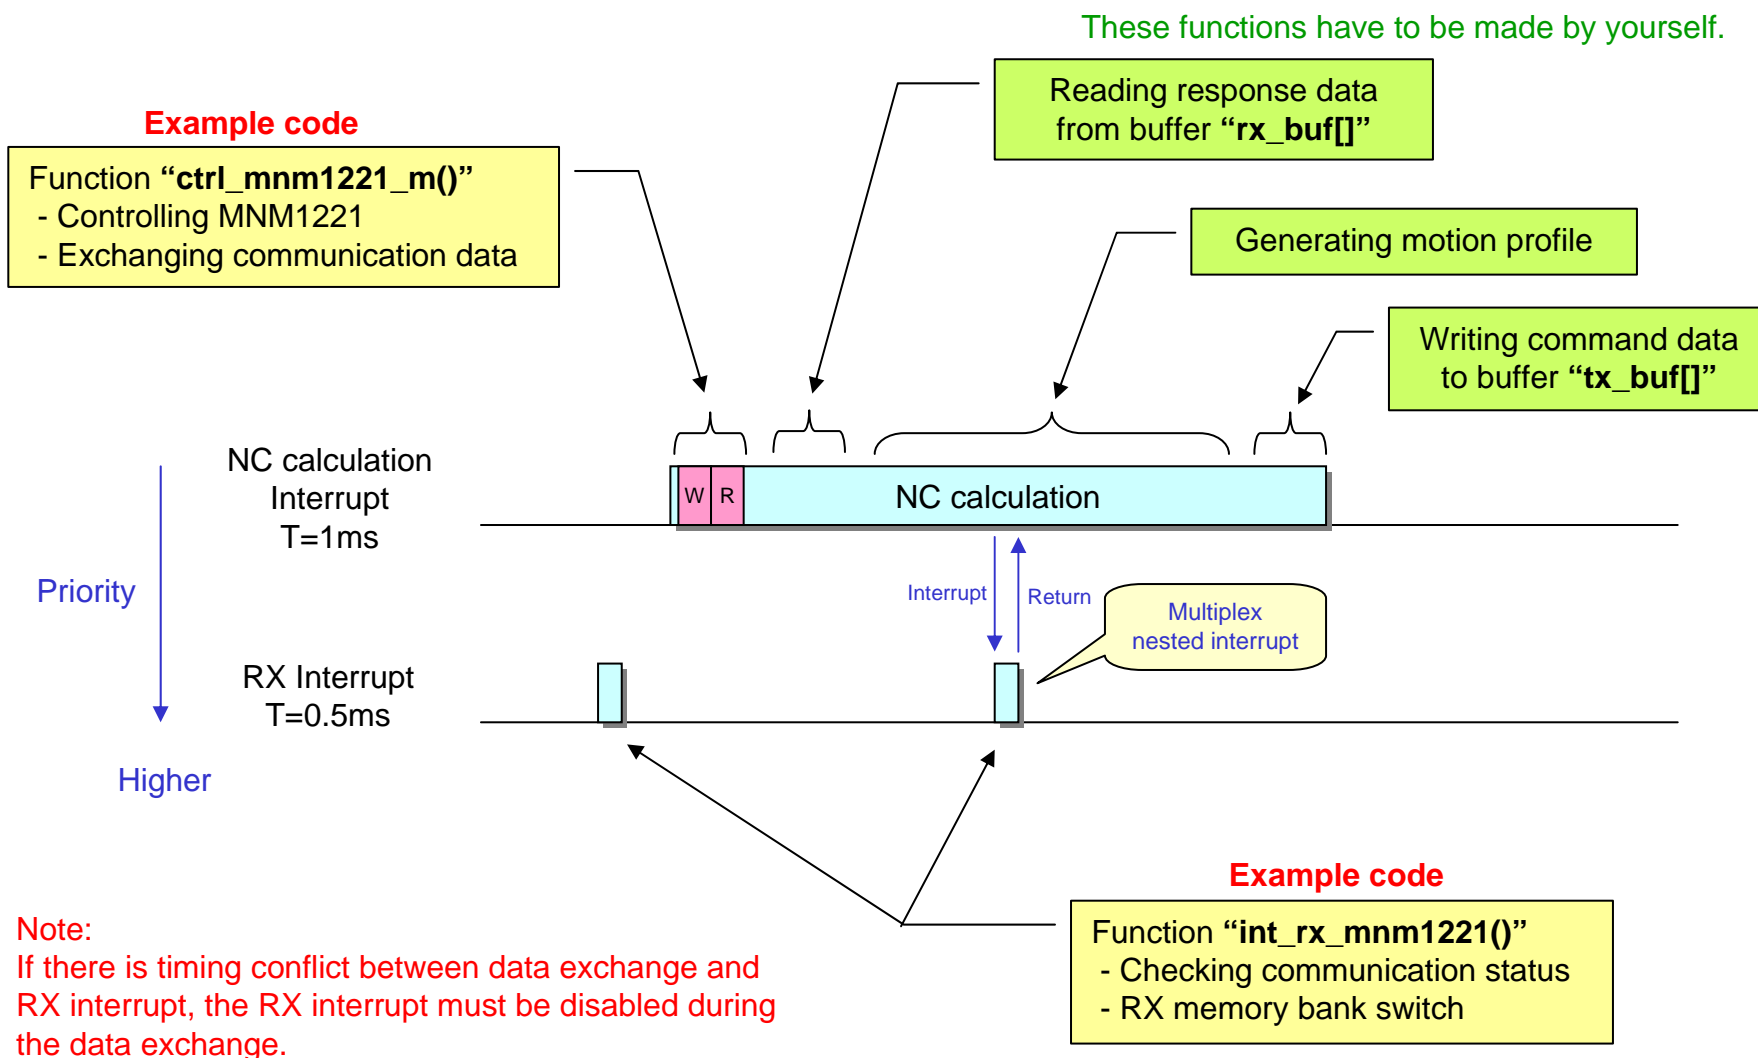 These functions have to be made by yourself.
Reading response data
from buffer “rx_buf[]”
Example code
Function “ctrl_mnm1221_m()”
- Controlling MNM1221
- Exchanging communication data
Generating motion profile
Writing command data
to buffer “tx_buf[]”
NC calculation
Interrupt
T=1ms
W R NC calculation
Priority
Interrupt
Return
Multiplex
nested interrupt
RX Interrupt
T=0.5ms
Higher
Example code
Function “int_rx_mnm1221()”
- Checking communication status
- RX memory bank switch
Note:
If there is timing conflict between data exchange and
RX interrupt, the RX interrupt must be disabled during
the data exchange.